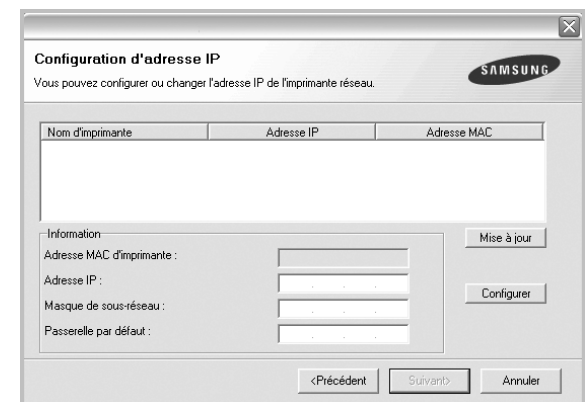 Configuration d'adresse IP
Vous pouvez configurer ou changer l'adresse IP de l'imprimante réseau.
SAMSUNG
Nom d'imprimante Adresse IP Adresse MAC
Information
Mise à jour
Adresse MAC d'imprimante :
Adresse IP :
Configurer
Masque de sous-réseau :
Passerelle par défaut :
<Précédent Suivant> Annuler